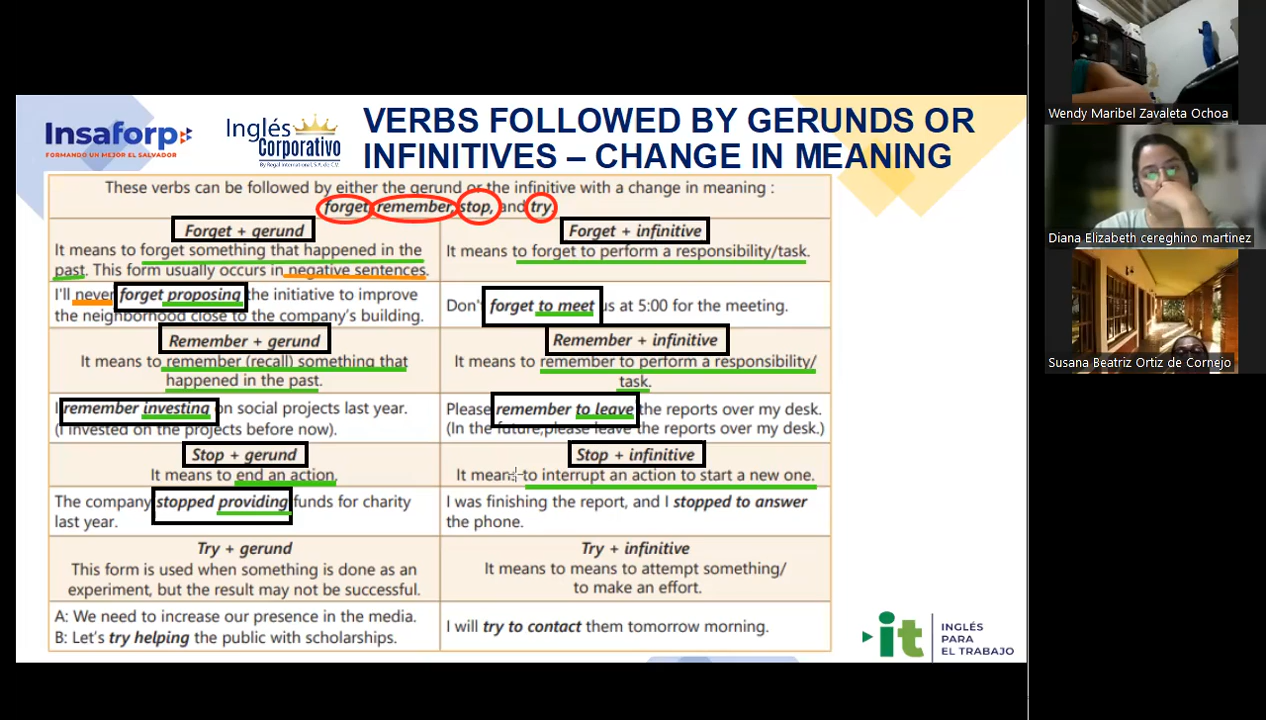 Insaforp
FORMANDO UN MEJOR EL SALVADOR
Inglés
Corporativo
By Regal International S.A. de C.V.
VERBS FOLLOWED BY GERUNDS OR
INFINITIVES – CHANGE IN MEANING
These verbs can be followed by either the gerund or the infinitive with a change in meaning :
forget, remember, stop, and try.
Forget + gerund
It means to forget something that happened in the
past. This form usually occurs in negative sentences.
Forget + infinitive
It means to forget to perform a responsibility/task.
I'll never forget proposing the initiative to improve
the neighborhood close to the company's building.
Don't forget to meet us at 5:00 for the meeting.
Remember + gerund
It means to remember (recall) something that
happened in the past.
Remember + infinitive
It means to remember to perform a responsibility/
task.
I remember investing on social projects last year.
(I invested on the projects before now).
Please remember to leave the reports over my desk.
(In the future,please leave the reports over my desk.)
Stop + gerund
It means to end an action.
Stop + infinitive
It means to interrupt an action to start a new one.
The company stopped providing funds for charity
last year.
I was finishing the report, and I stopped to answer
the phone.
Try + gerund
This form is used when something is done as an
experiment, but the result may not be successful.
Try + infinitive
It means to means to attempt something/
to make an effort.
A: We need to increase our presence in the media.
B: Let's try helping the public with scholarships.
I will try to contact them tomorrow morning.
it
INGLÉS
PARA
EL TRABAJO
Wendy Maribel Zavaleta Ochoa
Diana Elizabeth cereghino martinez
Susana Beatriz Ortiz de Cornejo